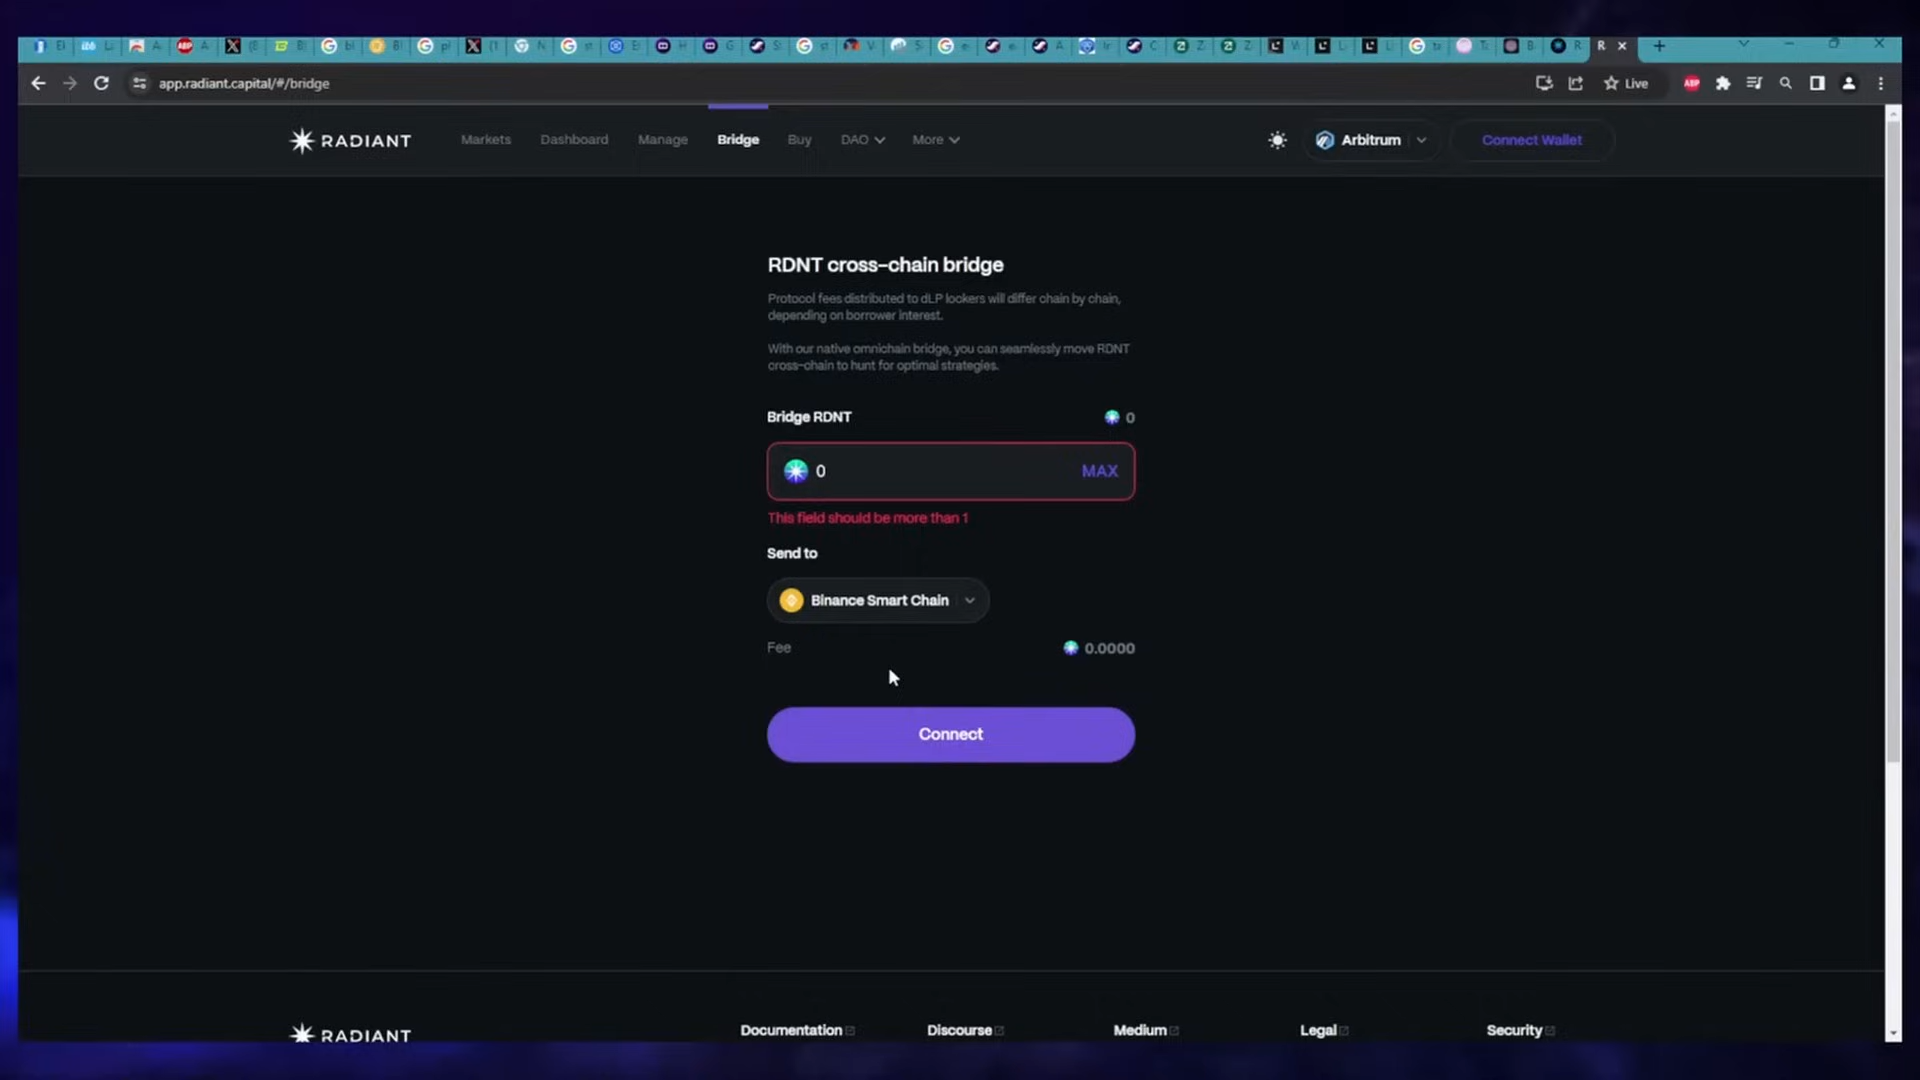 app.radiant.capital/#/bridge
Live
ABP
RADIANT
Markets
Dashboard
Manage
Bridge
Buy
DAO
More
Arbitrum
Connect Wallet
RDNT cross-chain bridge
Protocol fees distributed to dLP lockers will differ chain by chain,
depending on borrower interest.
With our native omnichain bridge, you can seamlessly move RDNT
cross-chain to hunt for optimal strategies.
Bridge RDNT
0
0
MAX
This field should be more than 1
Send to
Binance Smart Chain
Fee
0.0000
Connect
RADIANT
Documentation
Discourse
Medium
Legal
Security